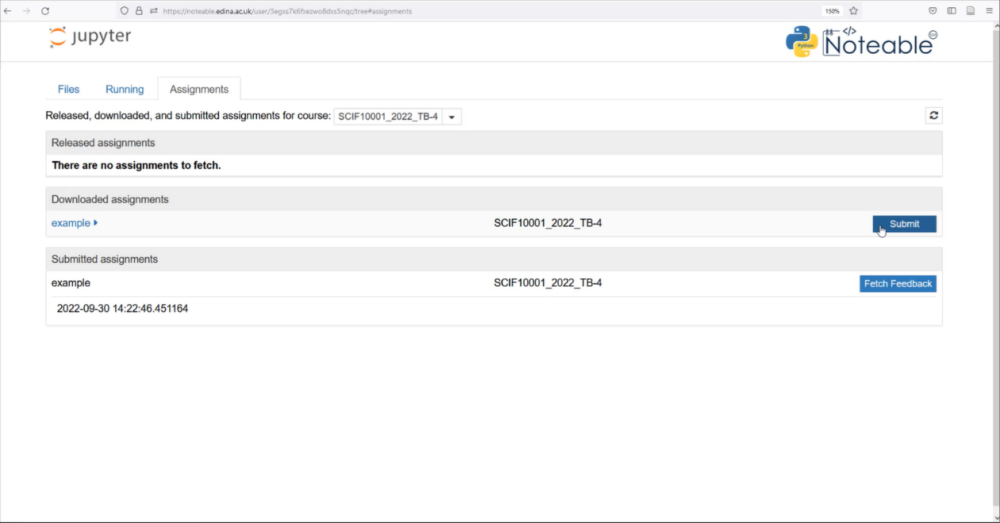 https://noteable.edina.ac.uk/user/3egxs7k6fxezwo8dxs5nqc/tree#assignments
150%
jupyter
3
Python
</>
Noteable
Files
Running
Assignments
Released, downloaded, and submitted assignments for course:
SCIF10001_2022_TB-4
Released assignments
There are no assignments to fetch.
Downloaded assignments
example
SCIF10001_2022_TB-4
Submit
Submitted assignments
example
SCIF10001_2022_TB-4
Fetch Feedback
2022-09-30 14:22:46.451164